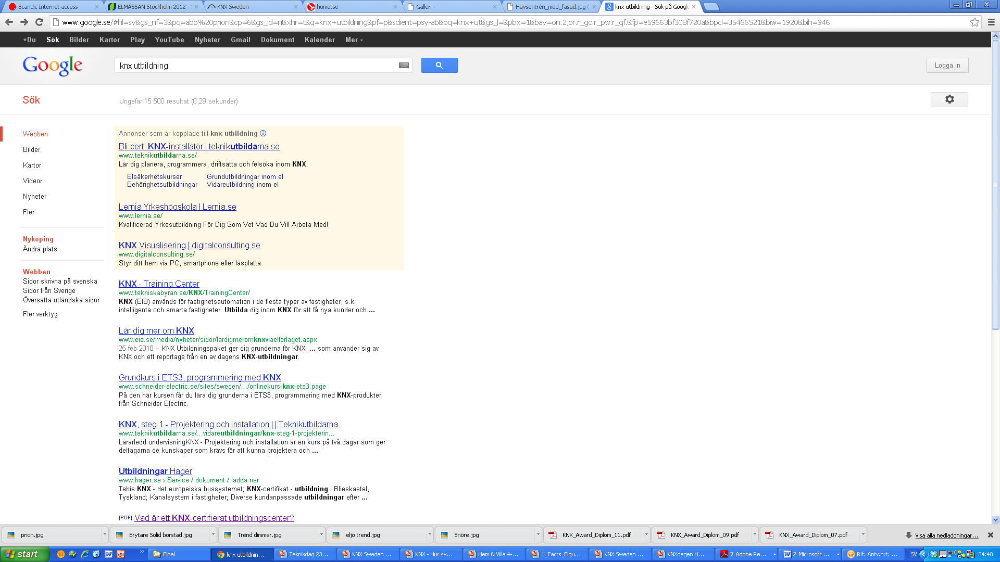 Scandic Internet access
ELMÄSSAN Stockholm 2012 -
KNX Sweden
home.se
Galleri -
Havsentrén_med_fasad.jpg (
knx utbildning - Sök på Google
www.google.se/#hl=sv&gs_nf=3&pq=abb%20prion&cp=6&gs_id=n&xhr=t&q=knx+utbildning&pf=p&sclient=psy-ab&oq=knx+ut&gs_l=&pbx=1&bav=on.2,or.r_gc.r_pw.r_qf.&fp=e59663bf308f720a&bpcl=35466521&biw=1920&bih=946
+Du Sök Bilder Kartor Play YouTube Nyheter Gmail Dokument Kalender Mer
Google
knx utbildning
Logga in
Sök
Ungefär 15 500 resultat (0,29 sekunder)
Webben
Bilder
Kartor
Videor
Nyheter
Fler
Nyköping
Ändra plats
Webben
Sidor skrivna på svenska
Sidor från Sverige
Översatta utländska sidor
Fler verktyg
Annonser som är kopplade till knx utbildning
Bli cert. KNX-installatör | teknikutbildarna.se
www.teknikutbildarna.se/
Lär dig planera, programmera, driftsätta och felsöka inom KNX.
Elsäkerhetskurser Grundutbildningar inom el
Behörighetsutbildningar Vidareutbildning inom el
Lernia Yrkeshögskola | Lernia.se
www.lernia.se/
Kvalificerad Yrkesutbildning För Dig Som Vet Vad Du Vill Arbeta Med!
KNX Visualisering | digitalconsulting.se
www.digitalconsulting.se/
Styr ditt hem via PC, smartphone eller läsplatta
KNX - Training Center
www.tekniskabyran.se/KNX/TrainingCenter/
KNX (EIB) används för fastighetsautomation i de flesta typer av fastigheter, s.k.
intelligenta och smarta fastigheter. Utbilda dig inom KNX för att få nya kunder och ...
Lär dig mer om KNX
www.eio.se/media/nyheter/sidor/lardigmeromknxviaelforlaget.aspx
25 feb 2010 – KNX Utbildningspaket ger dig grunderna för KNX. ... som använder sig av
KNX och ett reportage från en av dagens KNX-utbildningar.
Grundkurs i ETS3, programmering med KNX
www.schneider-electric.se/sites/sweden/.../onlinekurs-knx-ets3.page
På den här kursen får du lära dig grunderna i ETS3, programmering med KNX-produkter
från Schneider Electric.
KNX, steg 1 - Projektering och installation | | Teknikutbildarna
www.teknikutbildarna.se/...vidareutbildningar/knx-steg-1-projekterin...
Lärarledd undervisningKNX - Projektering och installation är en kurs på två dagar som ger
deltagarna de kunskaper som krävs för att kunna projektera och ...
Utbildningar Hager
www.hager.se › Service / dokument / ladda ner
Tebis KNX - det europeiska bussystemet; KNX-certifikat - utbildning i Blieskastel,
Tyskland; Kanalsystem i fastigheter; Diverse kundanpassade utbildningar efter ...
[PDF] Vad är ett KNX-certifierat utbildningscenter?
prion.jpg
Brytare Solid borstad.jpg
Trend dimmer.jpg
eljo trend.jpg
Snöre.jpg
KNX_Award_Diplom_11.pdf
KNX_Award_Diplom_09.pdf
KNX_Award_Diplom_07.pdf
Visa alla nedladdningar...
start
Final
knx utbildnin...
Teknikdag 23...
KNX Sweden ...
KNX - Hur sv...
Hem & Villa 4-...
1_Facts_Figu...
KNX Sweden ...
KNXdagen H...
7 Adobe Re...
2 Microsoft ...
Rif: Antwort: ...
SV
04:40